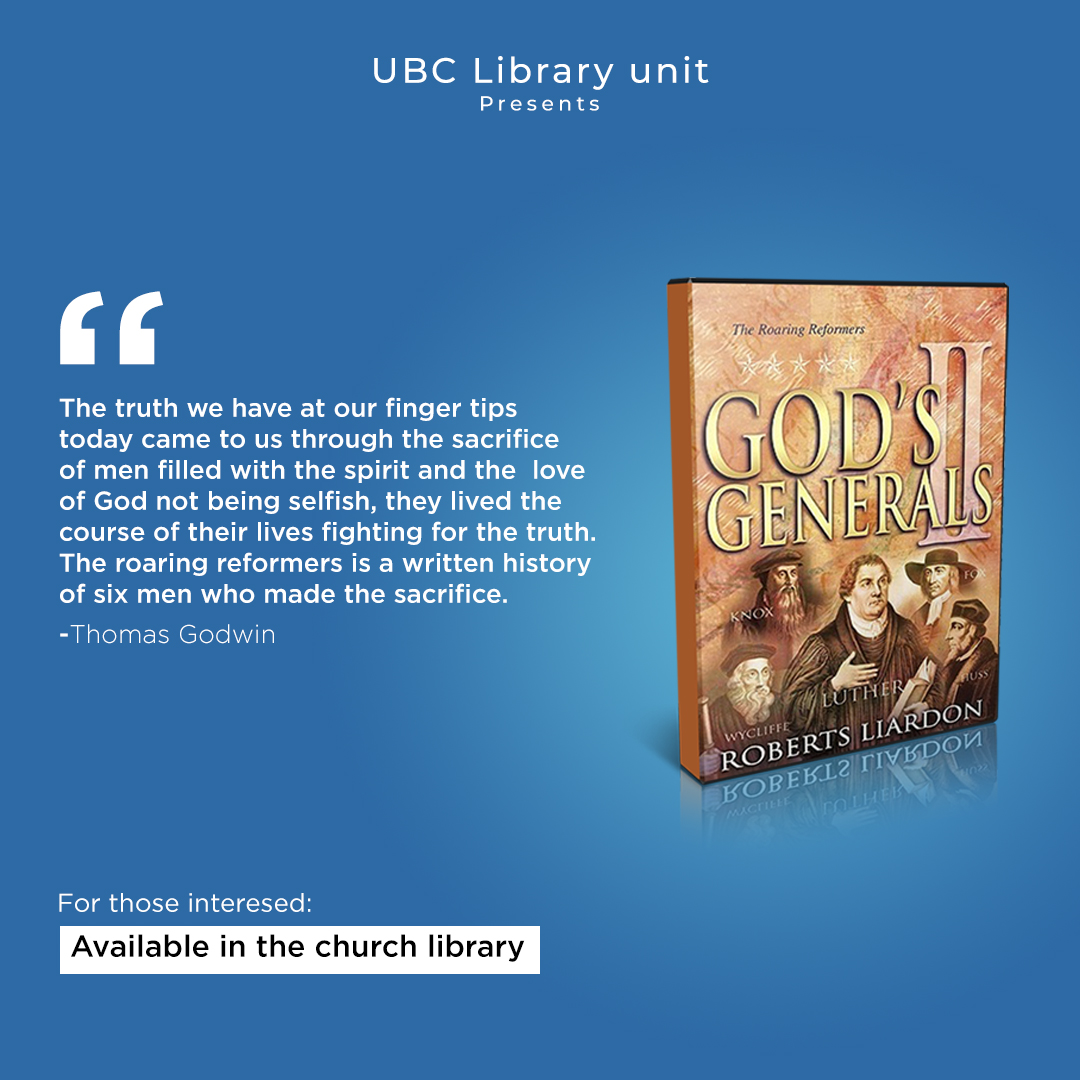 UBC Library unit
Presents
“
The truth we have at our finger tips
today came to us through the sacrifice
of men filled with the spirit and the  love
of God not being selfish, they lived the
course of their lives fighting for the truth.
The roaring reformers is a written history
of six men who made the sacrifice.
-Thomas Godwin
The Roaring Reformers
II
GOD'S
GENERALS
KNOX
FOX
LUTHER
HUSS
WYCLIFFE
ROBERTS LIARDON
For those interesed:
Available in the church library